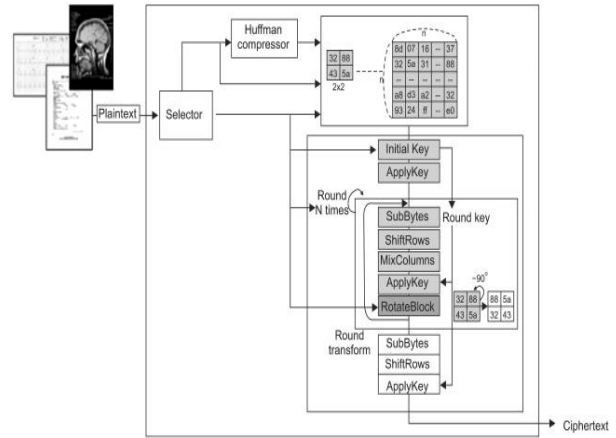 Plaintext
Selector
Huffman
compressor
32 88
43 5a
2x2
n
n
8d 07 16 -- 37
32 5a 31 -- 88
-- -- -- -- --
a8 d3 a2 -- 32
93 24 ff -- e0
Initial Key
ApplyKey
Round
N times
Round key
SubBytes
ShiftRows
MixColumns
ApplyKey
RotateBlock
~90°
32 88
43 5a
88 5a
32 43
Round
transform
SubBytes
ShiftRows
ApplyKey
Ciphertext